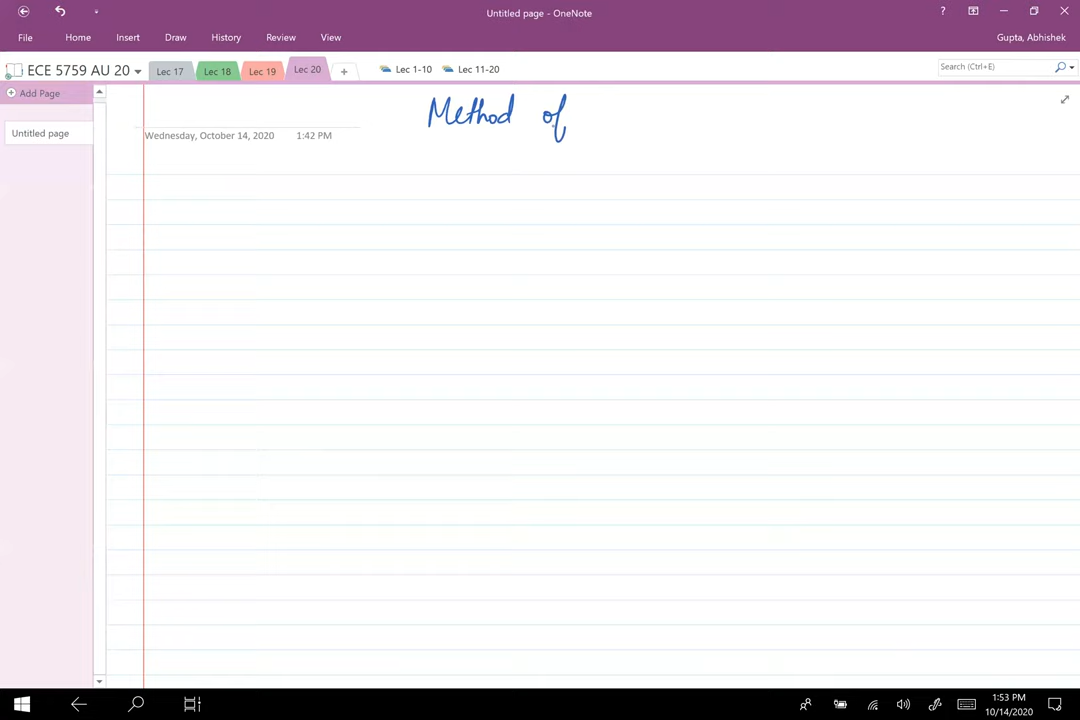 Untitled page - OneNote
File Home Insert Draw History Review View Gupta, Abhishek
ECE 5759 AU 20 Lec 17 Lec 18 Lec 19 Lec 20 + Lec 1-10 Lec 11-20 Search (Ctrl+E)
Add Page
Method of
Untitled page
Wednesday, October 14, 2020 1:42 PM
1:53 PM
10/14/2020